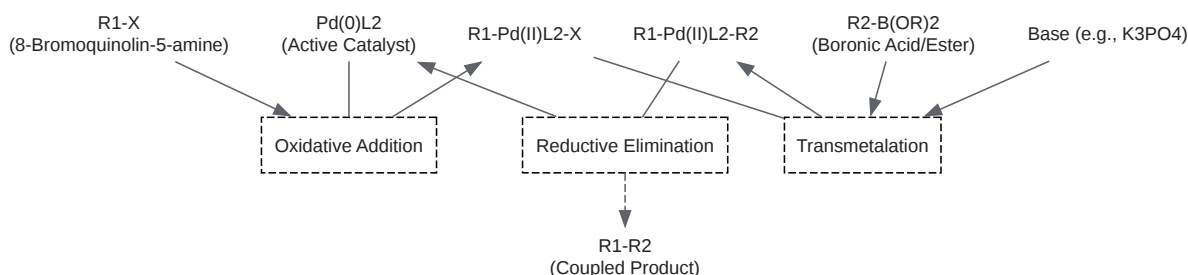 R1-X
(8-Bromoquinolin-5-amine)
Pd(0)L2
(Active Catalyst)
R1-Pd(II)L2-X
R1-Pd(II)L2-R2
R2-B(OR)2
(Boronic Acid/Ester)
Base (e.g., K3PO4)
Oxidative Addition
Reductive Elimination
Transmetalation
R1-R2
(Coupled Product)